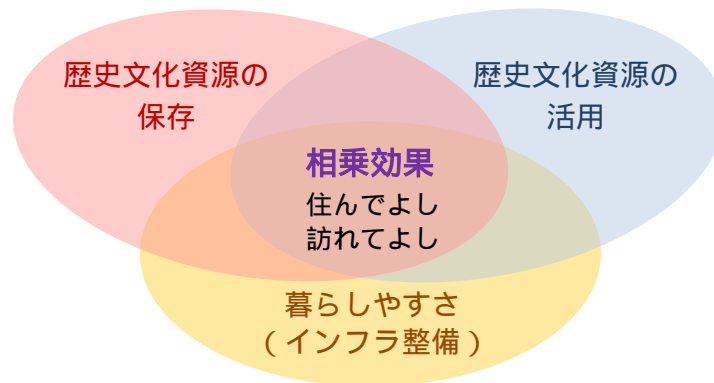 歴史文化資源の
保存
歴史文化資源の
活用
相乗効果
住んでよし
訪れてよし
暮らしやすさ
（インフラ整備）